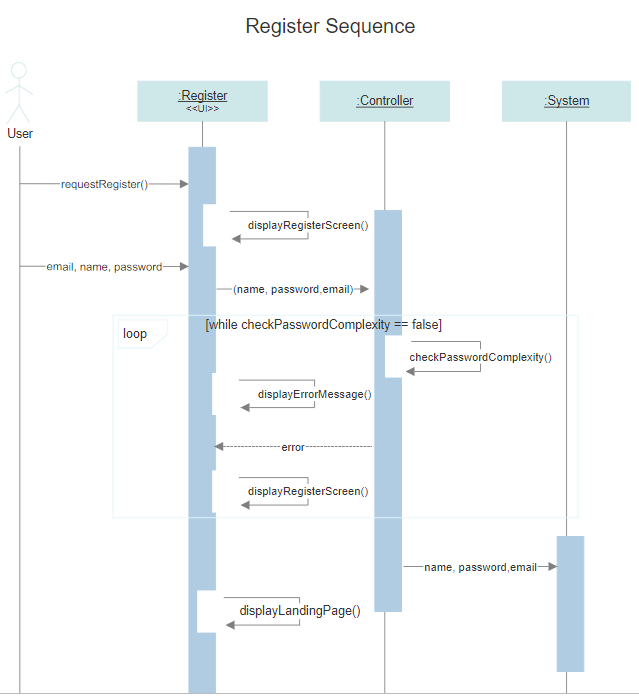 Register Sequence
User
:Register
<<UI>>
:Controller
:System
requestRegister()
displayRegisterScreen()
email, name, password
(name, password,email)
loop
[while checkPasswordComplexity == false]
checkPasswordComplexity()
displayErrorMessage()
error
displayRegisterScreen()
name, password,email
displayLandingPage()